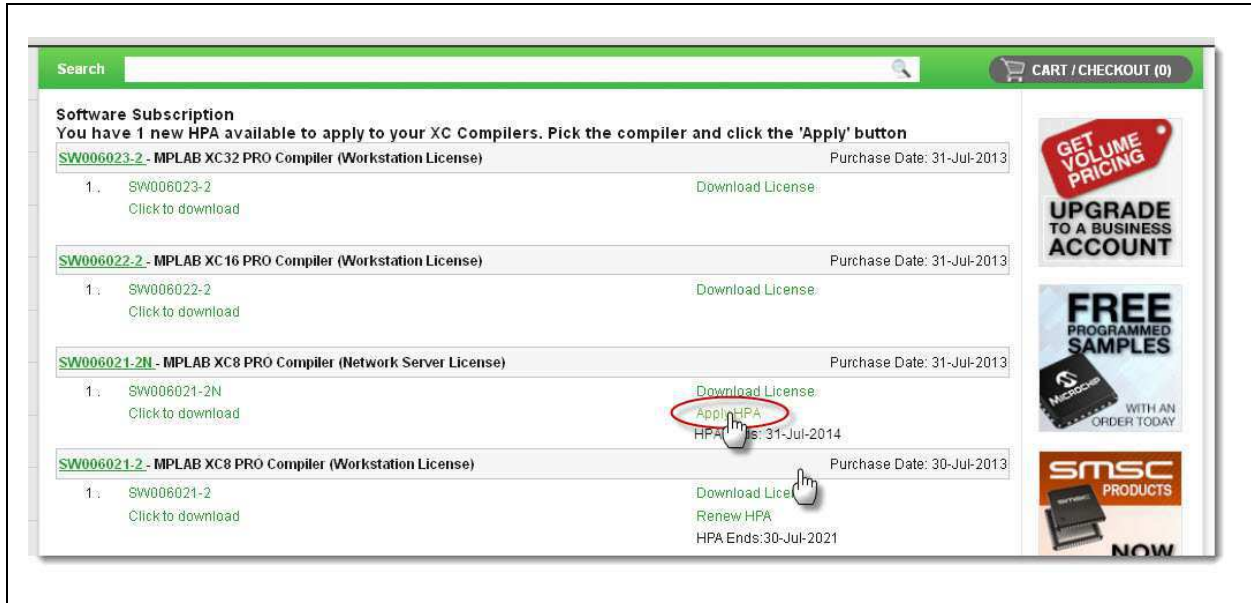 Search
CART / CHECKOUT (0)
Software Subscription
You have 1 new HPA available to apply to your XC Compilers. Pick the compiler and click the 'Apply' button
SW006023-2 - MPLAB XC32 PRO Compiler (Workstation License) Purchase Date: 31-Jul-2013
1. SW006023-2 Download License
Click to download
SW006022-2 - MPLAB XC16 PRO Compiler (Workstation License) Purchase Date: 31-Jul-2013
1. SW006022-2 Download License
Click to download
SW006021-2N - MPLAB XC8 PRO Compiler (Network Server License) Purchase Date: 31-Jul-2013
1. SW006021-2N Download License
Click to download Apply HPA
HPA 31-Jul-2014
SW006021-2 - MPLAB XC8 PRO Compiler (Workstation License) Purchase Date: 30-Jul-2013
1. SW006021-2 Download
Click to download Renew HPA
HPA Ends:30-Jul-2021
GET
VOLUME
PRICING
UPGRADE
TO A BUSINESS
ACCOUNT
FREE
PROGRAMMED
SAMPLES
MICROCHIP
WITH AN
ORDER TODAY
SMSC
PRODUCTS
NOW